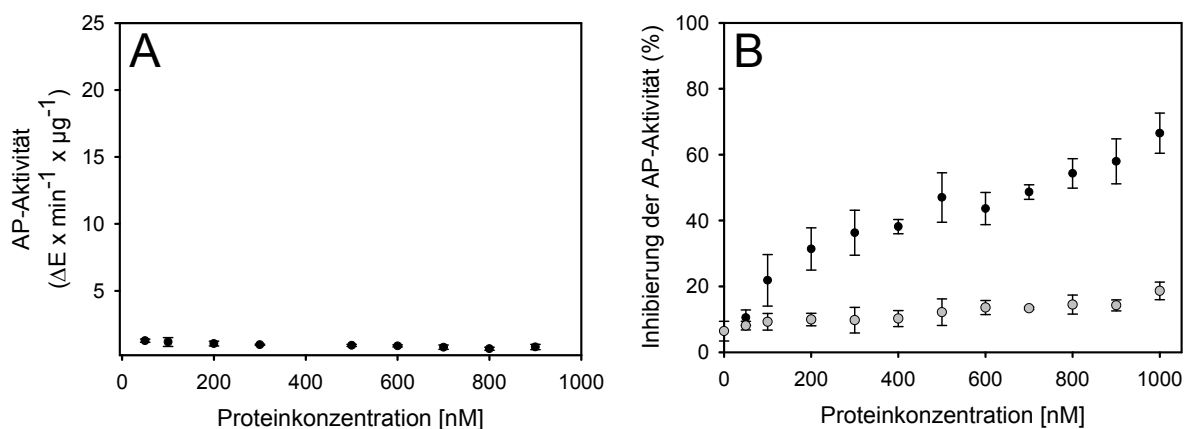 A
AP-Aktivität
(ΔE x min⁻¹ x µg⁻¹)
25
20
15
10
5
0 200 400 600 800 1000
Proteinkonzentration [nM]
B
Inhibierung der AP-Aktivität (%)
100
80
60
40
20
0
0 200 400 600 800 1000
Proteinkonzentration [nM]